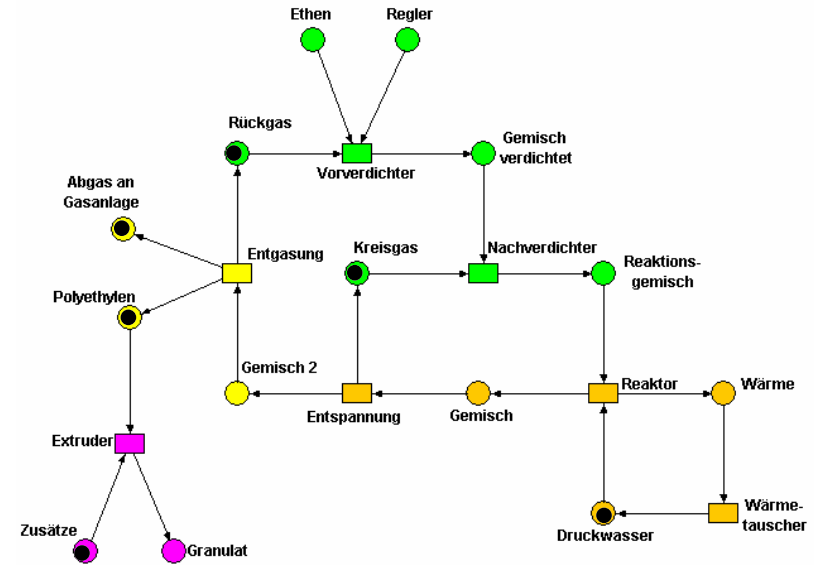 Ethen
Regler
Rückgas
Gemisch
verdichtet
Vorverdichter
Abgas an
Gasanlage
Entgasung
Kreisgas
Nachverdichter
Reaktions-
gemisch
Polyethylen
Gemisch 2
Entspannung
Gemisch
Reaktor
Wärme
Extruder
Wärme-
tauscher
Druckwasser
Zusätze
Granulat